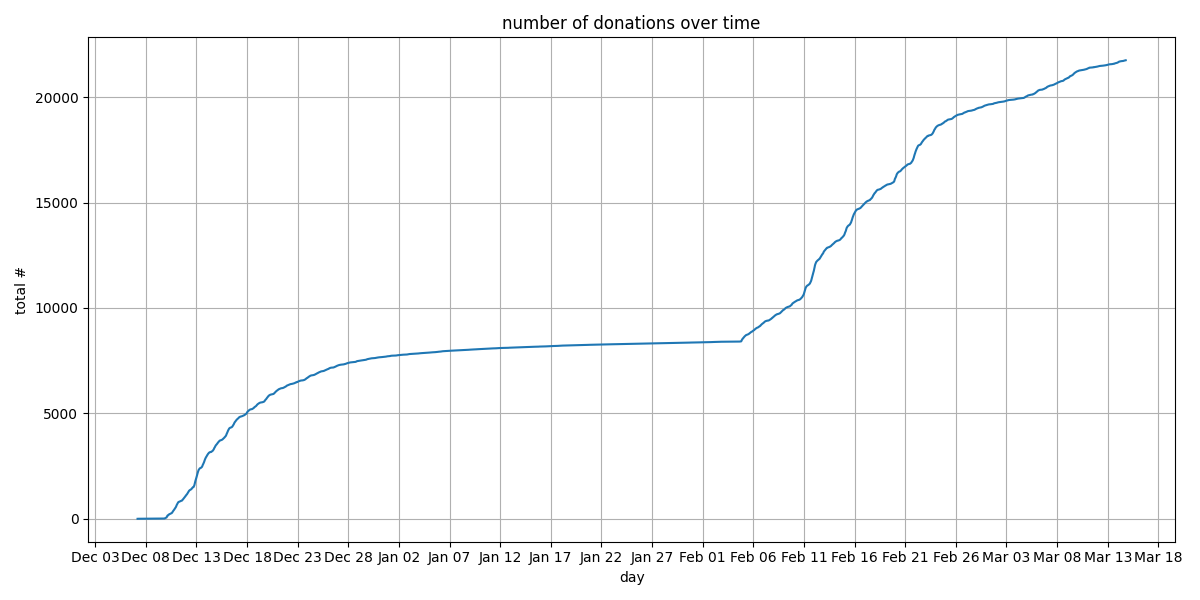 number of donations over time
total #
20000
15000
10000
5000
0
Dec 03 Dec 08 Dec 13 Dec 18 Dec 23 Dec 28 Jan 02 Jan 07 Jan 12 Jan 17 Jan 22 Jan 27 Feb 01 Feb 06 Feb 11 Feb 16 Feb 21 Feb 26 Mar 03 Mar 08 Mar 13 Mar 18
day